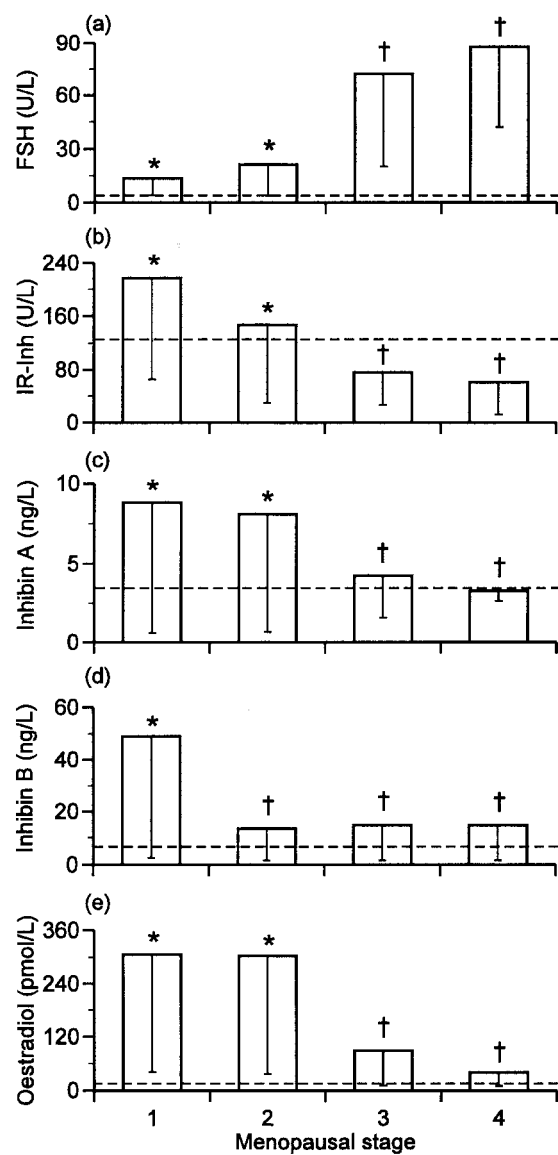 (a)
FSH (U/L)
90
60
30
0
* * † †
(b)
IR-Inh (U/L)
240
160
80
0
* * † †
(c)
Inhibin A (ng/L)
10
5
0
* * † †
(d)
Inhibin B (ng/L)
60
40
20
0
* † † †
(e)
Oestradiol (pmol/L)
360
240
120
0
* * † †
1 2 3 4
Menopausal stage